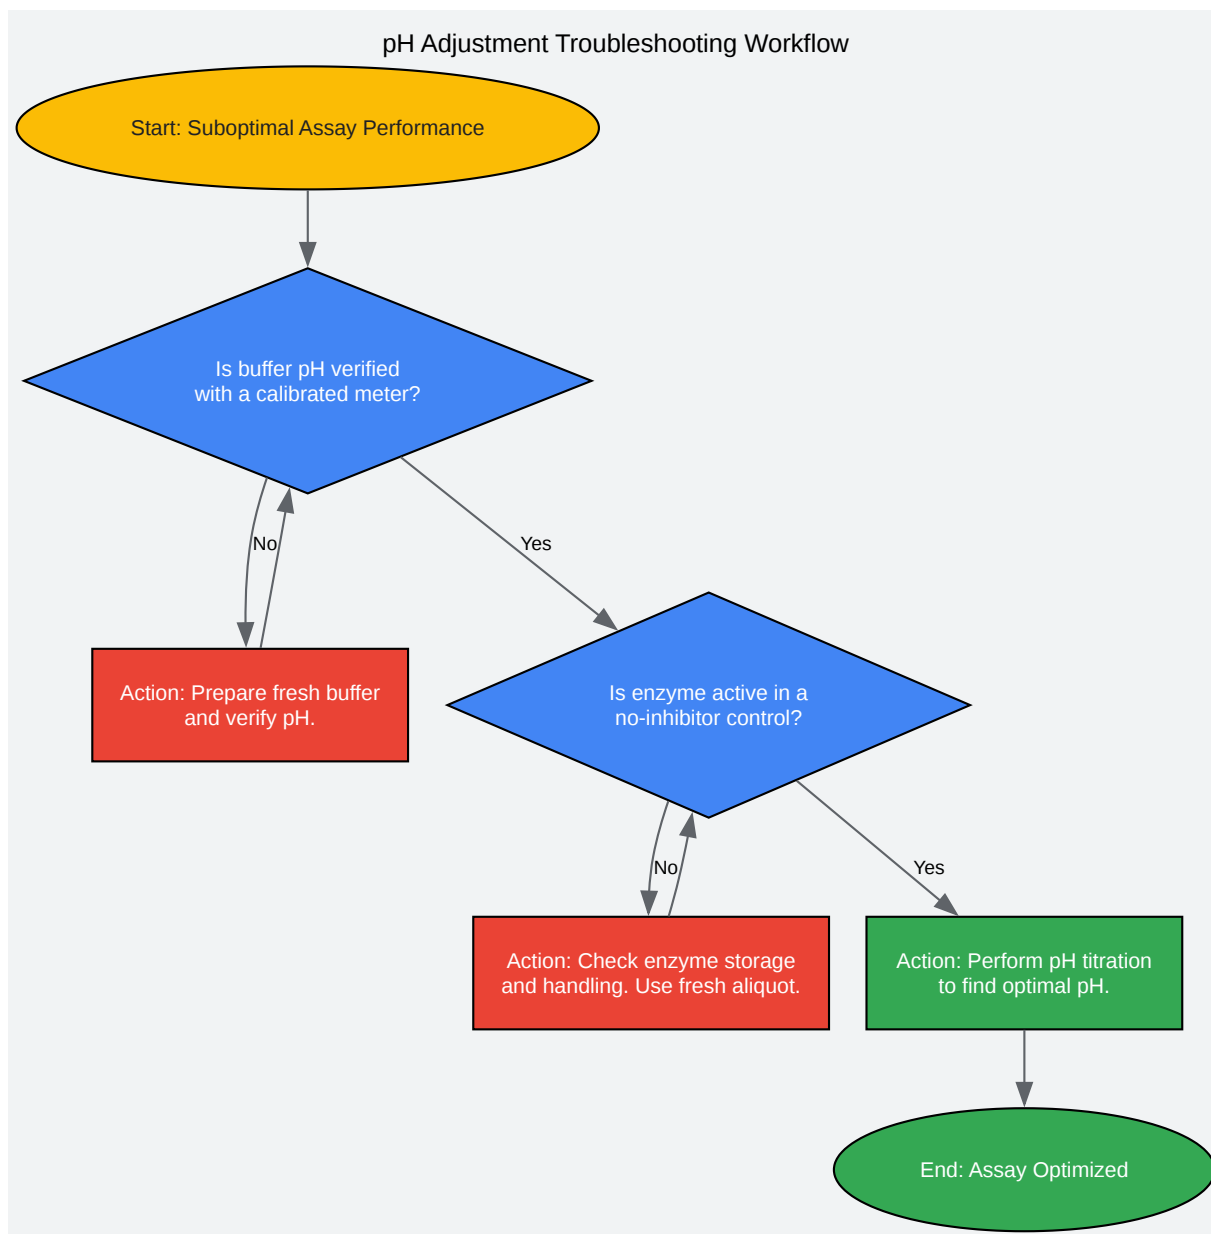 pH Adjustment Troubleshooting Workflow
Start: Suboptimal Assay Performance
Is buffer pH verified
with a calibrated meter?
No
Yes
Action: Prepare fresh buffer
and verify pH.
Is enzyme active in a
no-inhibitor control?
No
Yes
Action: Check enzyme storage
and handling. Use fresh aliquot.
Action: Perform pH titration
to find optimal pH.
End: Assay Optimized